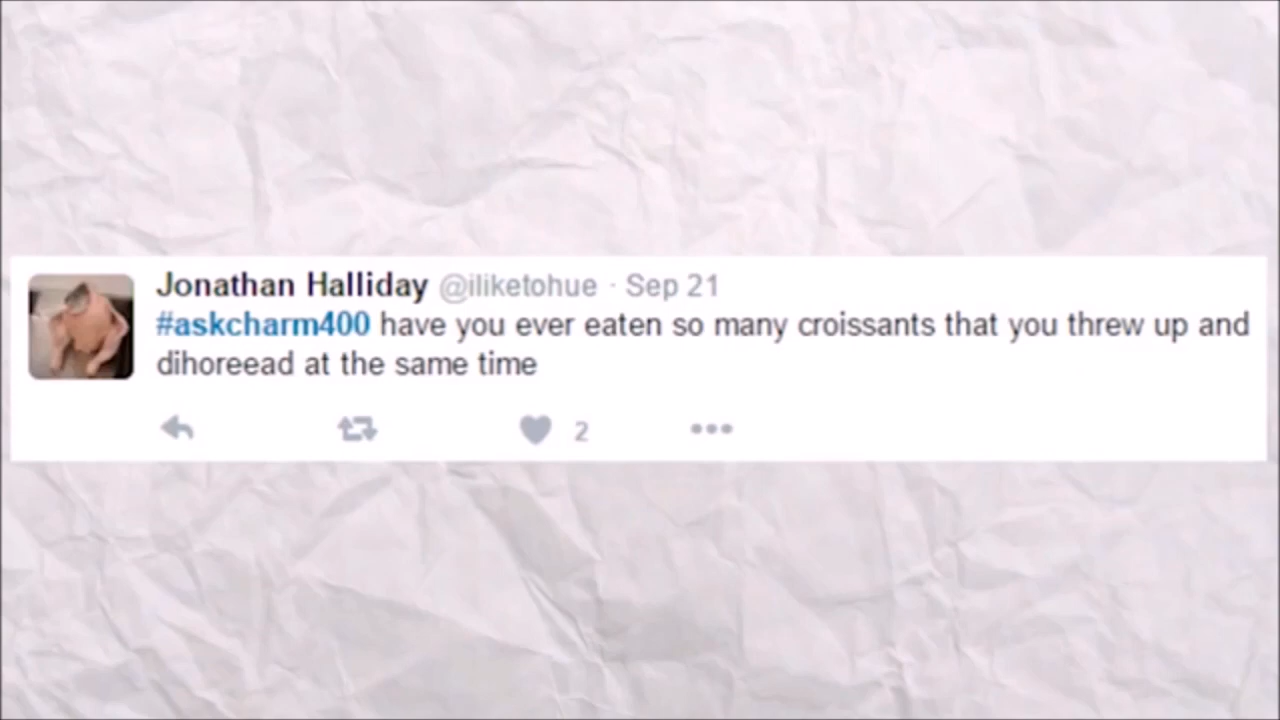 Jonathan Halliday @iliketohue · Sep 21
#askcharm400 have you ever eaten so many croissants that you threw up and
dihoreead at the same time
2